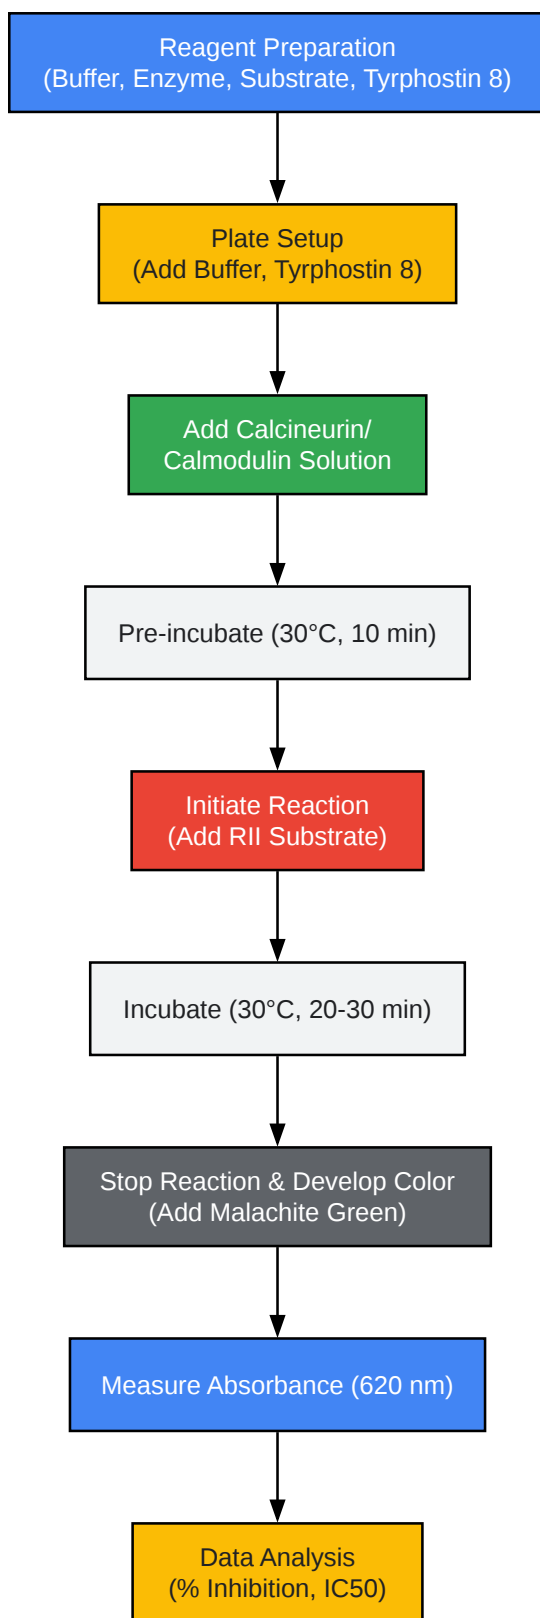 Reagent Preparation
(Buffer, Enzyme, Substrate, Tyrphostin 8)
Plate Setup
(Add Buffer, Tyrphostin 8)
Add Calcineurin/
Calmodulin Solution
Pre-incubate (30°C, 10 min)
Initiate Reaction
(Add RII Substrate)
Incubate (30°C, 20-30 min)
Stop Reaction & Develop Color
(Add Malachite Green)
Measure Absorbance (620 nm)
Data Analysis
(% Inhibition, IC50)